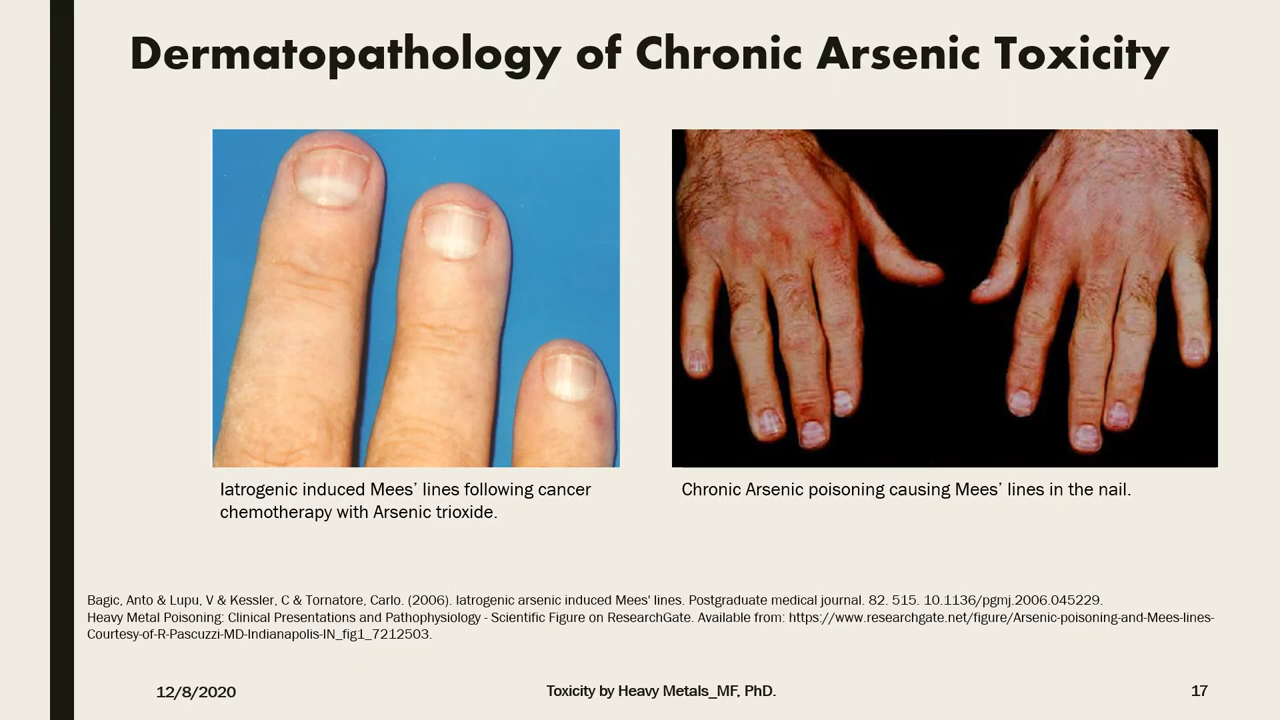 Dermatopathology of Chronic Arsenic Toxicity
Iatrogenic induced Mees’ lines following cancer
chemotherapy with Arsenic trioxide.
Chronic Arsenic poisoning causing Mees’ lines in the nail.
Bagic, Anto & Lupu, V & Kessler, C & Tornatore, Carlo. (2006). Iatrogenic arsenic induced Mees' lines. Postgraduate medical journal. 82. 515. 10.1136/pgmj.2006.045229.
Heavy Metal Poisoning: Clinical Presentations and Pathophysiology - Scientific Figure on ResearchGate. Available from: https://www.researchgate.net/figure/Arsenic-poisoning-and-Mees-lines-
Courtesy-of-R-Pascuzzi-MD-Indianapolis-IN_fig1_7212503.
12/8/2020
Toxicity by Heavy Metals_MF, PhD.
17